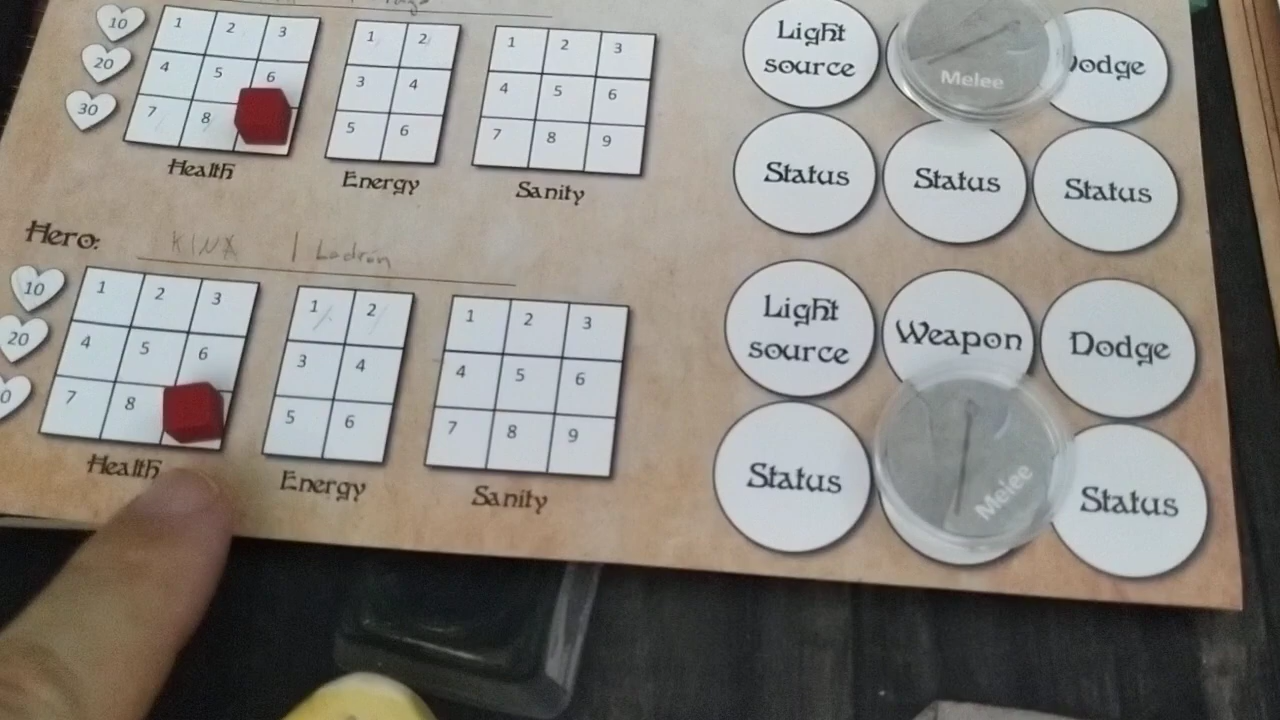 10
20
30
1 2 3
4 5 6
7 8
Health
1 2
3 4
5 6
Energy
1 2 3
4 5 6
7 8 9
Sanity
Light source
Melee
Dodge
Status
Status
Status
Hero: KINA | Ladrón
10
20
0
1 2 3
4 5 6
7 8
Health
1 2
3 4
5 6
Energy
1 2 3
4 5 6
7 8 9
Sanity
Light source
Weapon
Dodge
Status
Melee
Status